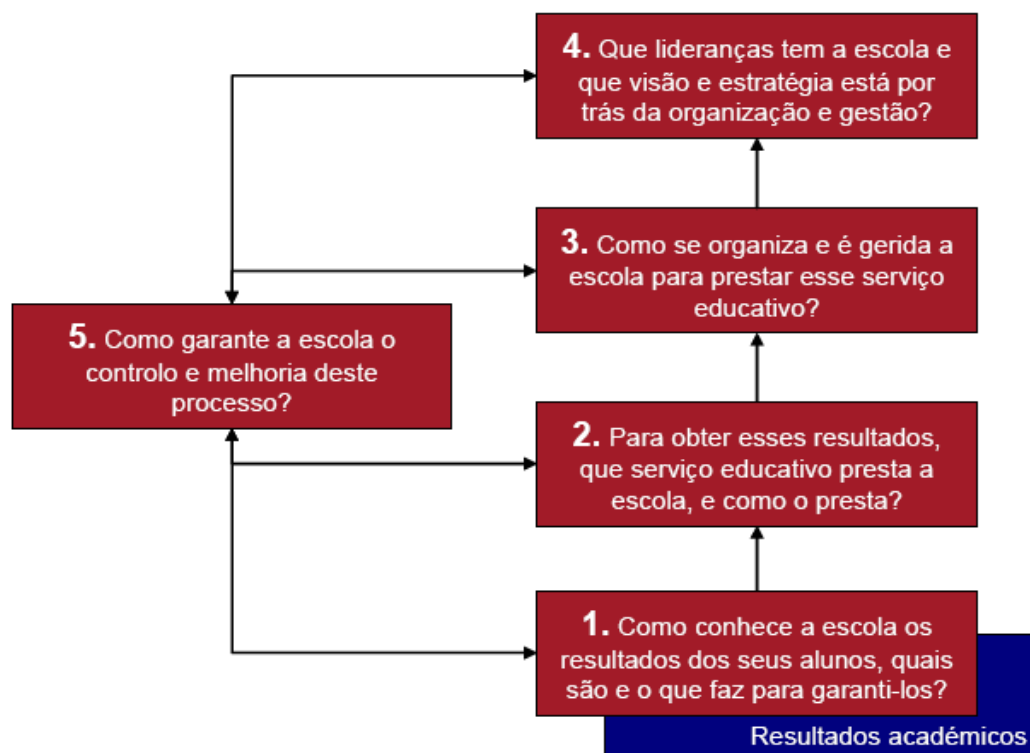 4. Que lideranças tem a escola e
que visão e estratégia está por
trás da organização e gestão?
3. Como se organiza e é gerida a
escola para prestar esse serviço
educativo?
5. Como garante a escola o
controlo e melhoria deste
processo?
2. Para obter esses resultados,
que serviço educativo presta a
escola, e como o presta?
1. Como conhece a escola os
resultados dos seus alunos, quais
são e o que faz para garanti-los?
Resultados académicos